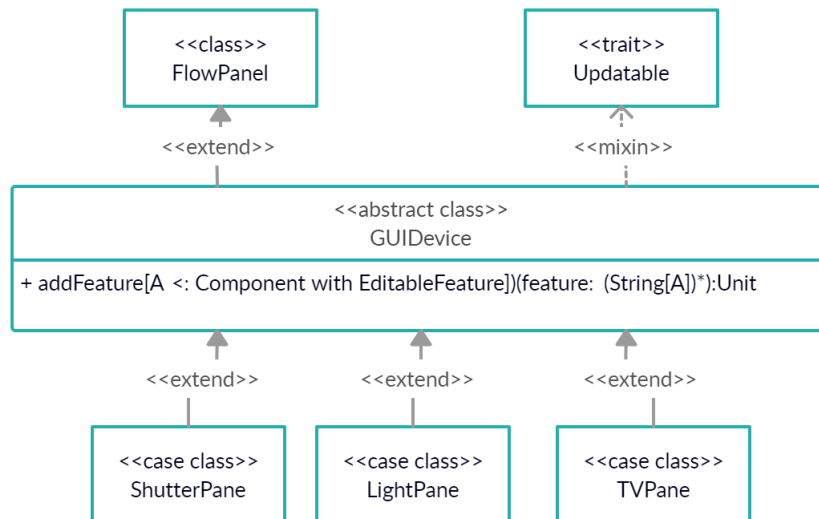 <<class>>
FlowPanel
<<trait>>
Updatable
<<extend>>
<<mixin>>
<<abstract class>>
GUIDevice
+ addFeature[A <: Component with EditableFeature])(feature: (String[A])*):Unit
<<extend>>
<<extend>>
<<extend>>
<<case class>>
ShutterPane
<<case class>>
LightPane
<<case class>>
TVPane